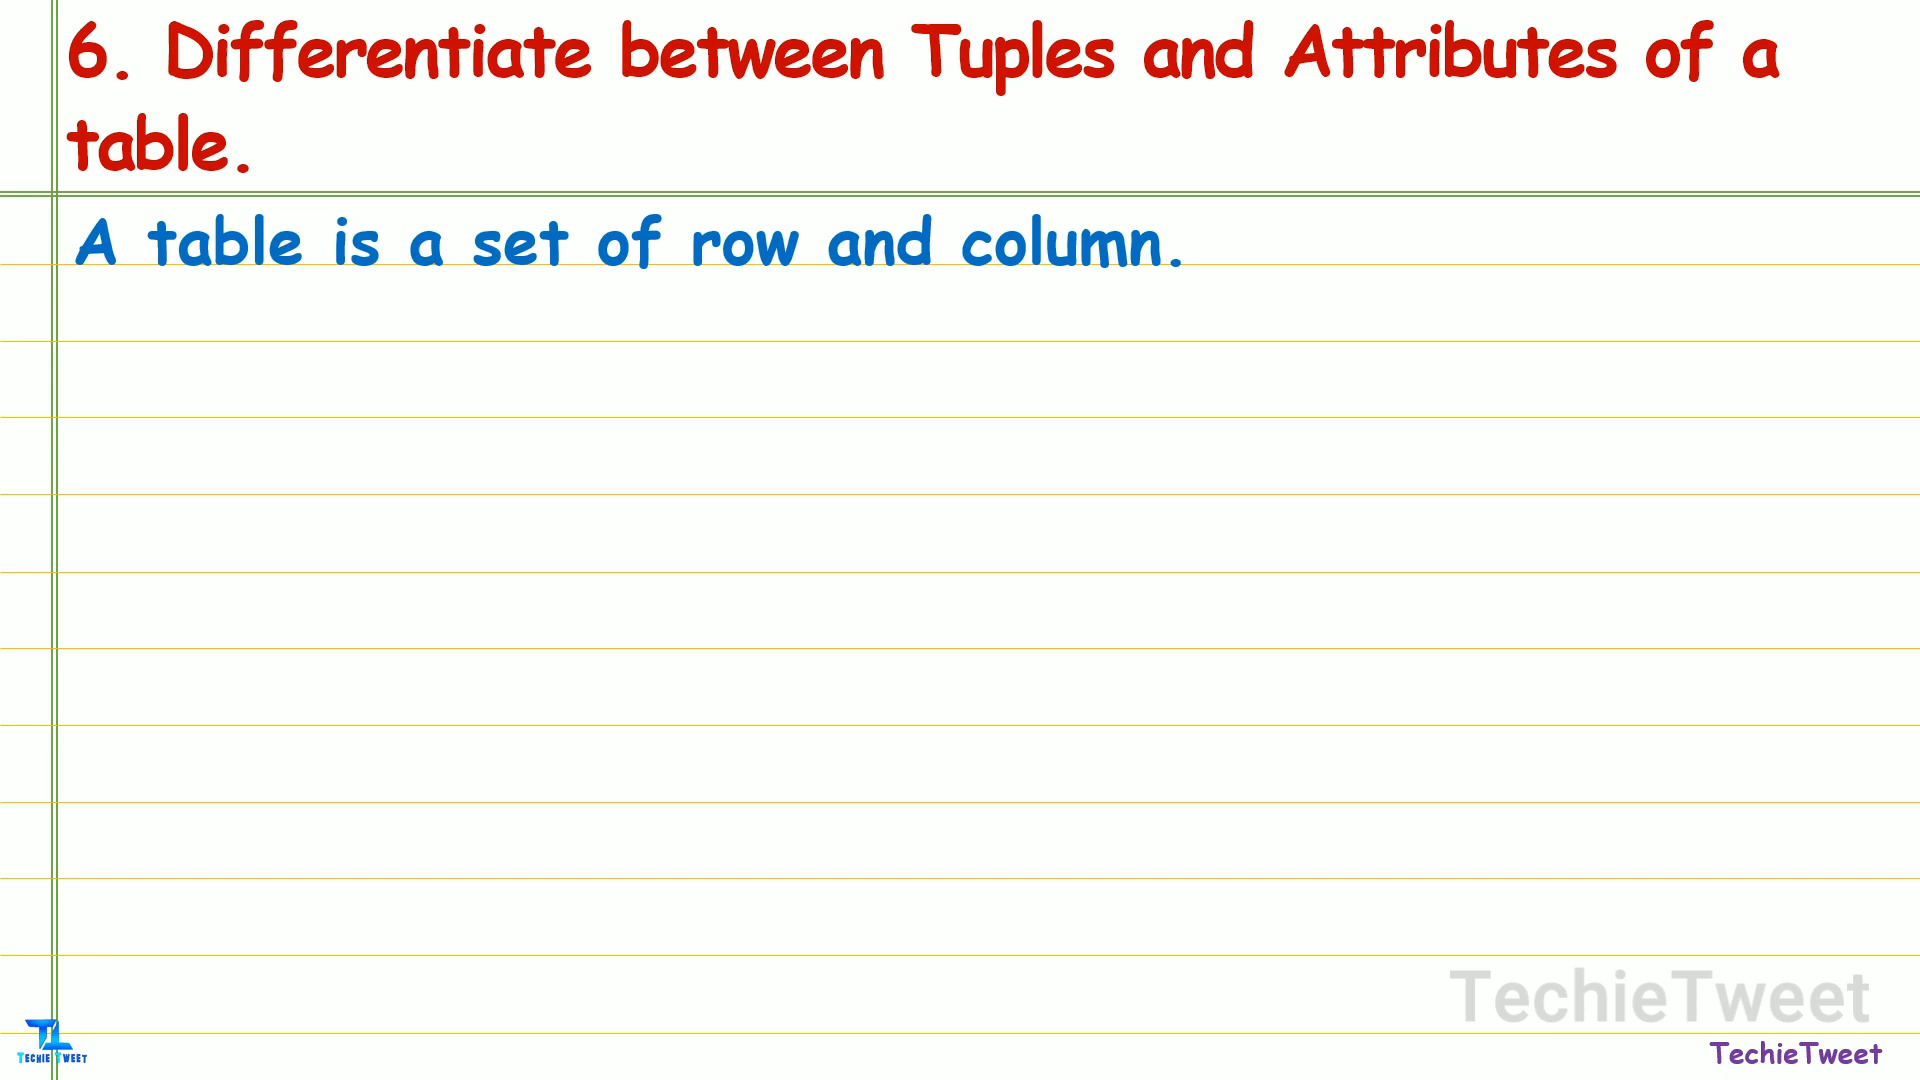 6. Differentiate between Tuples and Attributes of a
table.
A table is a set of row and column.
TechieTweet
TECHIE TWEET
TechieTweet